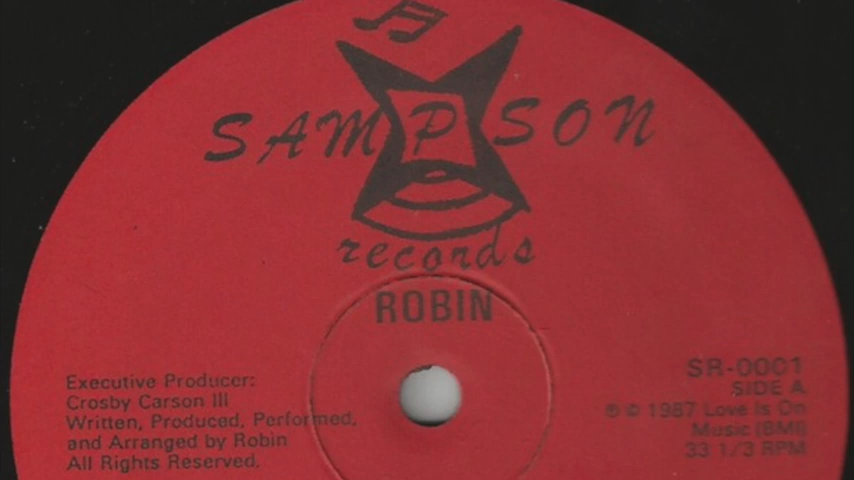 SAMPSON
records
ROBIN
Executive Producer:
Crosby Carson III
Written, Produced, Performed,
and Arranged by Robin
All Rights Reserved.
SR-0001
SIDE A
℗ © 1987 Love Is On
Music (BMI)
33 1/3 RPM